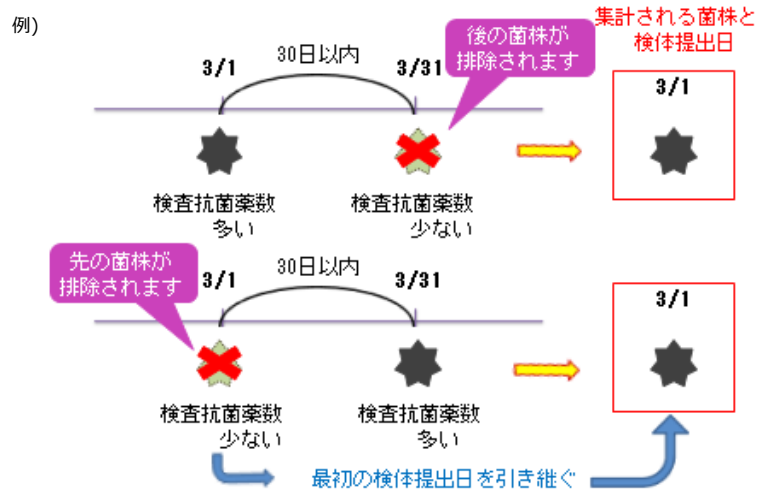 例)
集計される菌株と
検体提出日
後の菌株が
排除されます
30日以内
3/1
3/31
3/1
検査抗菌薬数
多い
検査抗菌薬数
少ない
先の菌株が
排除されます
30日以内
3/1
3/31
3/1
検査抗菌薬数
少ない
検査抗菌薬数
多い
最初の検体提出日を引き継ぐ